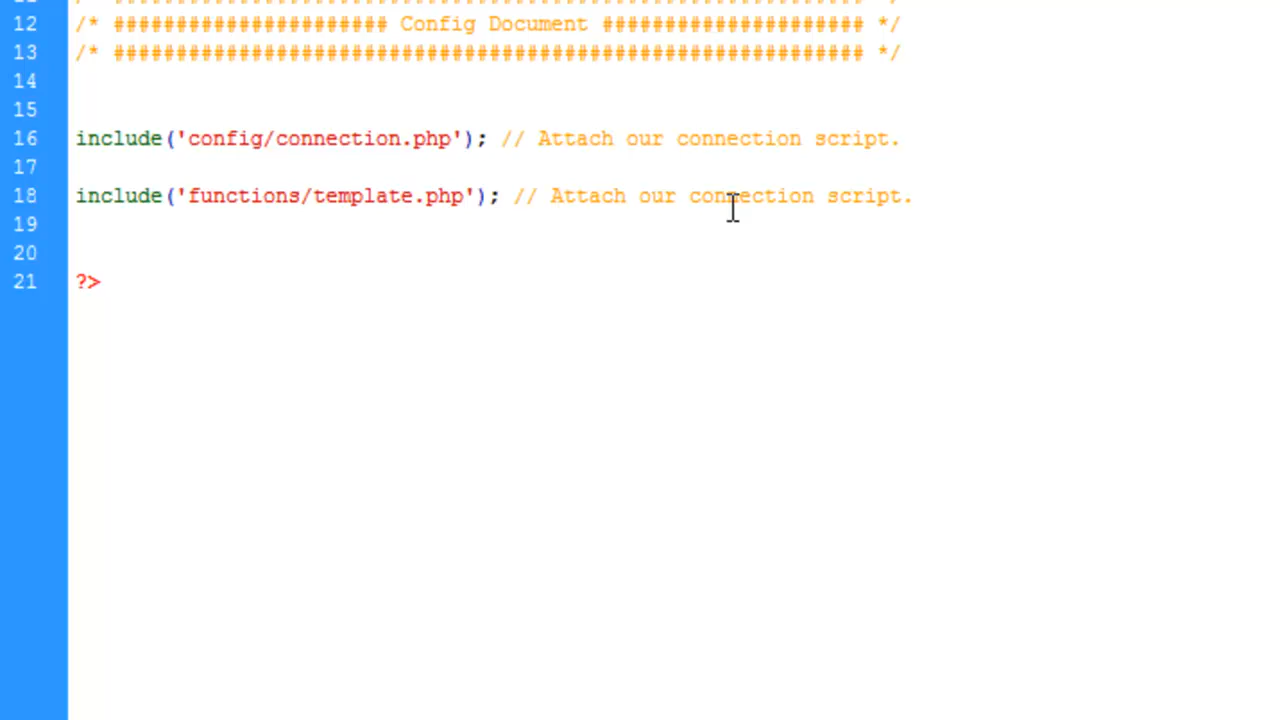 12 /* ###################### Config Document ##################### */
13 /* ############################################################ */
14
15
16 include('config/connection.php'); // Attach our connection script.
17
18 include('functions/template.php'); // Attach our connection script.
19
20
21 ?>